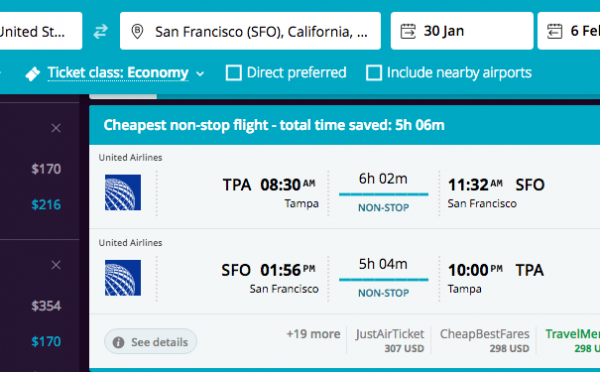 United St...
San Francisco (SFO), California, ...
30 Jan
6 Fe
Ticket class: Economy
Direct preferred
Include nearby airports
$170
$216
$354
$170
Cheapest non-stop flight - total time saved: 5h 06m
United Airlines
TPA 08:30 AM
Tampa
6h 02m
NON-STOP
11:32 AM SFO
San Francisco
United Airlines
SFO 01:56 PM
San Francisco
5h 04m
NON-STOP
10:00 PM TPA
Tampa
See details
+19 more
JustAirTicket
307 USD
CheapBestFares
298 USD
TravelMe
298 U